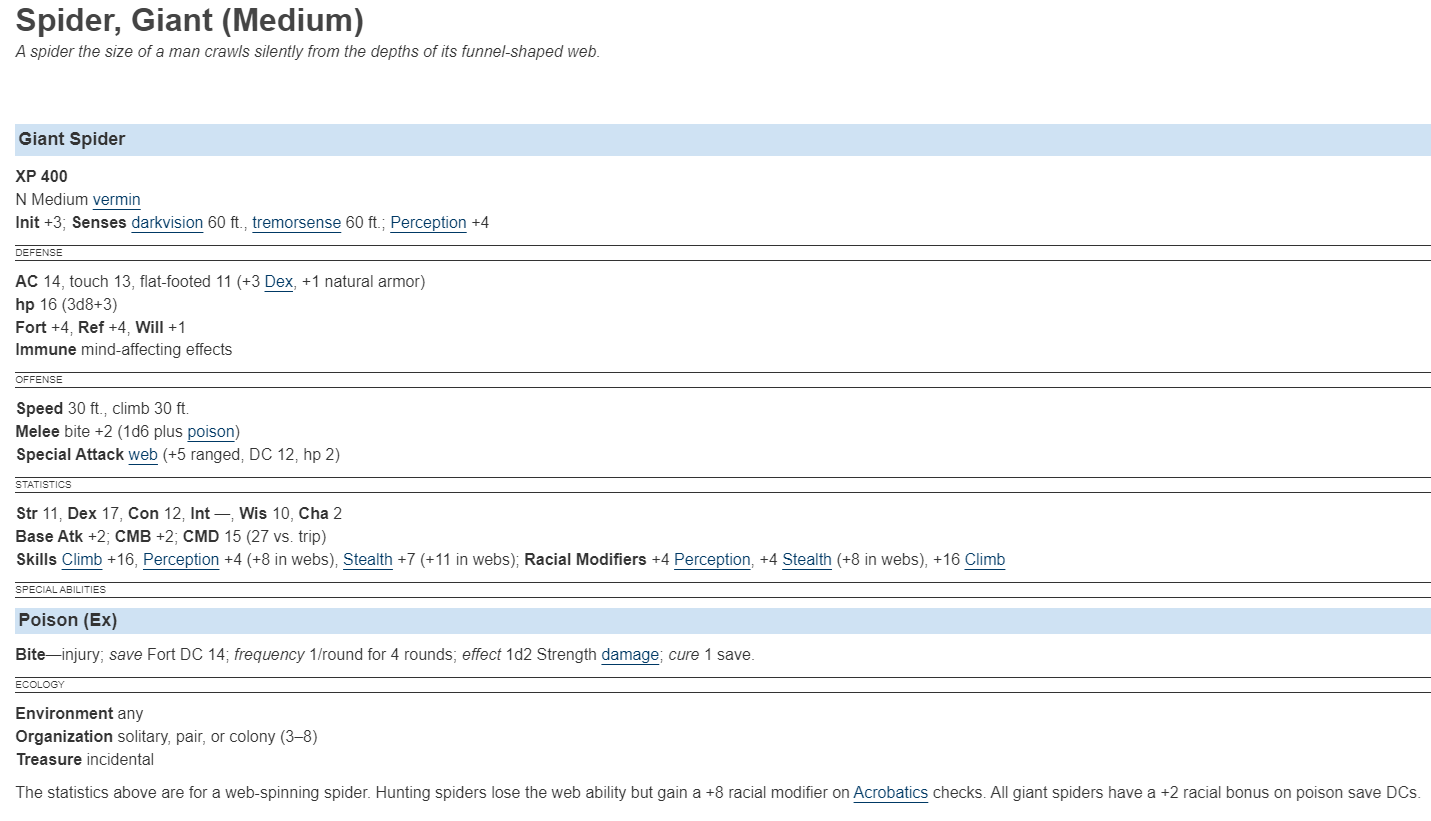 Spider, Giant (Medium)
A spider the size of a man crawls silently from the depths of its funnel-shaped web.
Giant Spider
XP 400
N Medium vermin
Init +3; Senses darkvision 60 ft., tremorsense 60 ft.; Perception +4
DEFENSE
AC 14, touch 13, flat-footed 11 (+3 Dex, +1 natural armor)
hp 16 (3d8+3)
Fort +4, Ref +4, Will +1
Immune mind-affecting effects
OFFENSE
Speed 30 ft., climb 30 ft.
Melee bite +2 (1d6 plus poison)
Special Attack web (+5 ranged, DC 12, hp 2)
STATISTICS
Str 11, Dex 17, Con 12, Int —, Wis 10, Cha 2
Base Atk +2; CMB +2; CMD 15 (27 vs. trip)
Skills Climb +16, Perception +4 (+8 in webs), Stealth +7 (+11 in webs); Racial Modifiers +4 Perception, +4 Stealth (+8 in webs), +16 Climb
SPECIAL ABILITIES
Poison (Ex)
Bite—injury; save Fort DC 14; frequency 1/round for 4 rounds; effect 1d2 Strength damage; cure 1 save.
ECOLOGY
Environment any
Organization solitary, pair, or colony (3–8)
Treasure incidental
The statistics above are for a web-spinning spider. Hunting spiders lose the web ability but gain a +8 racial modifier on Acrobatics checks. All giant spiders have a +2 racial bonus on poison save DCs.